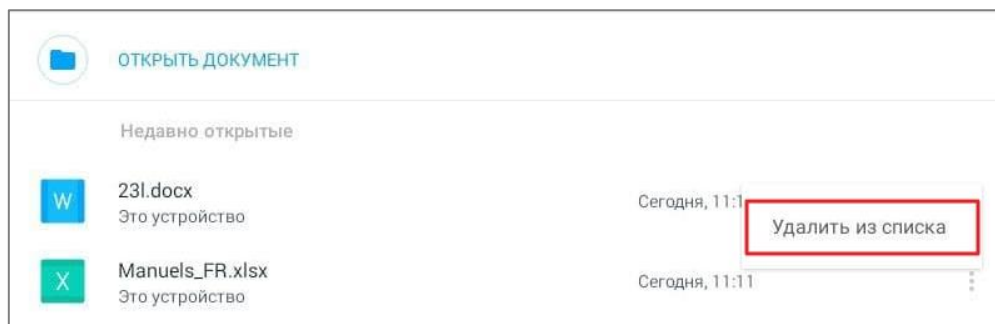 ОТКРЫТЬ ДОКУМЕНТ
Недавно открытые
W
23l.docx
Сегодня, 11:1
Это устройство
Удалить из списка
X
Manuels_FR.xlsx
Сегодня, 11:11
Это устройство